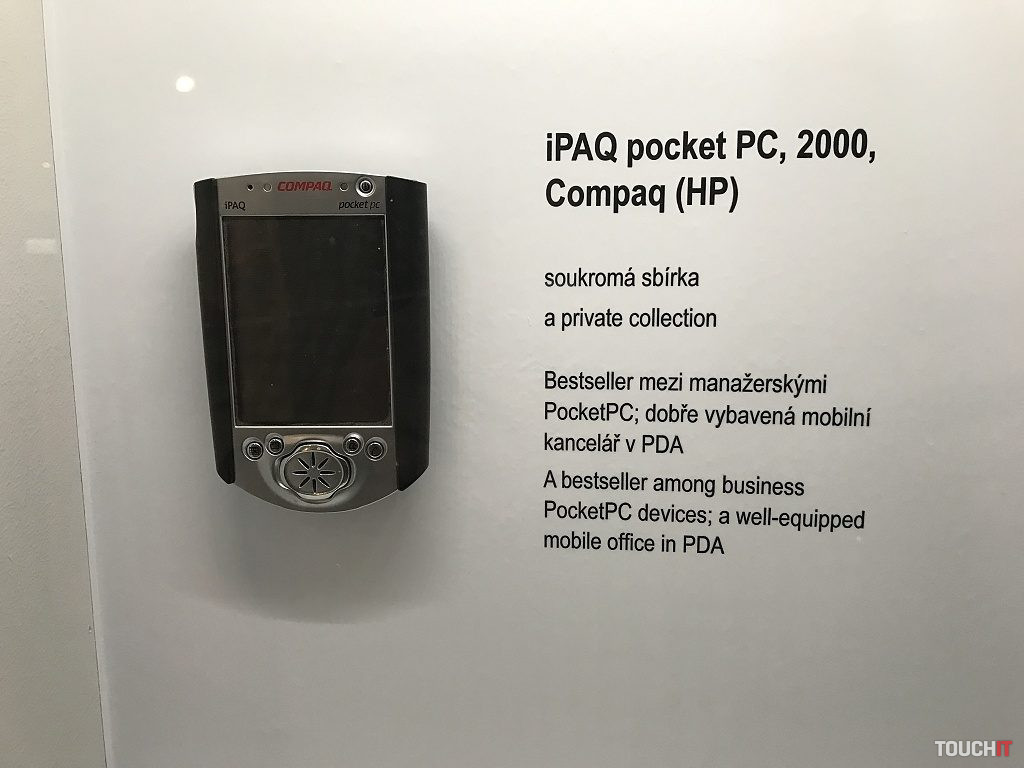 COMPAQ
iPAQ
pocket pc
iPAQ pocket PC, 2000,
Compaq (HP)
soukromá sbírka
a private collection
Bestseller mezi manažerskými
PocketPC; dobře vybavená mobilní
kancelář v PDA
A bestseller among business
PocketPC devices; a well-equipped
mobile office in PDA
TOUCHIT